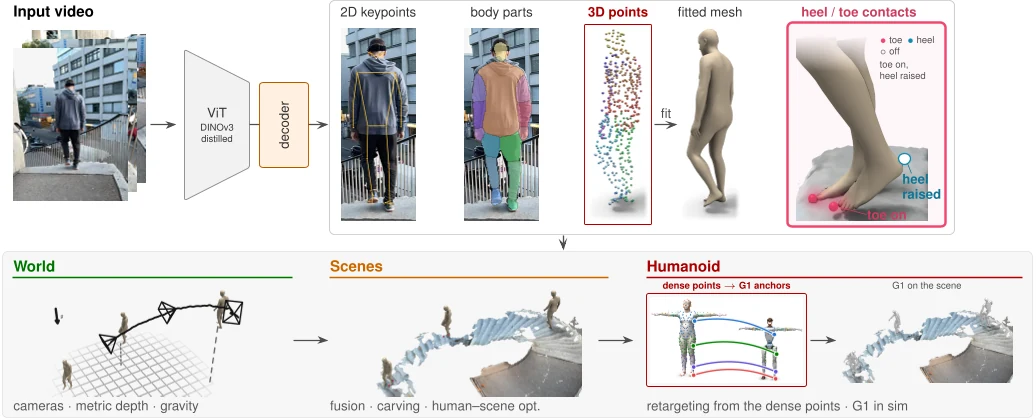 Input video
ViT
DINOv3
distilled
decoder
2D keypoints
body parts
3D points
fitted mesh
heel / toe contacts
fit
toe heel
off
toe on,
heel raised
heel
raised
toe on
World
Scenes
Humanoid
dense points → G1 anchors
G1 on the scene
cameras · metric depth · gravity
fusion · carving · human–scene opt.
retargeting from the dense points · G1 in sim